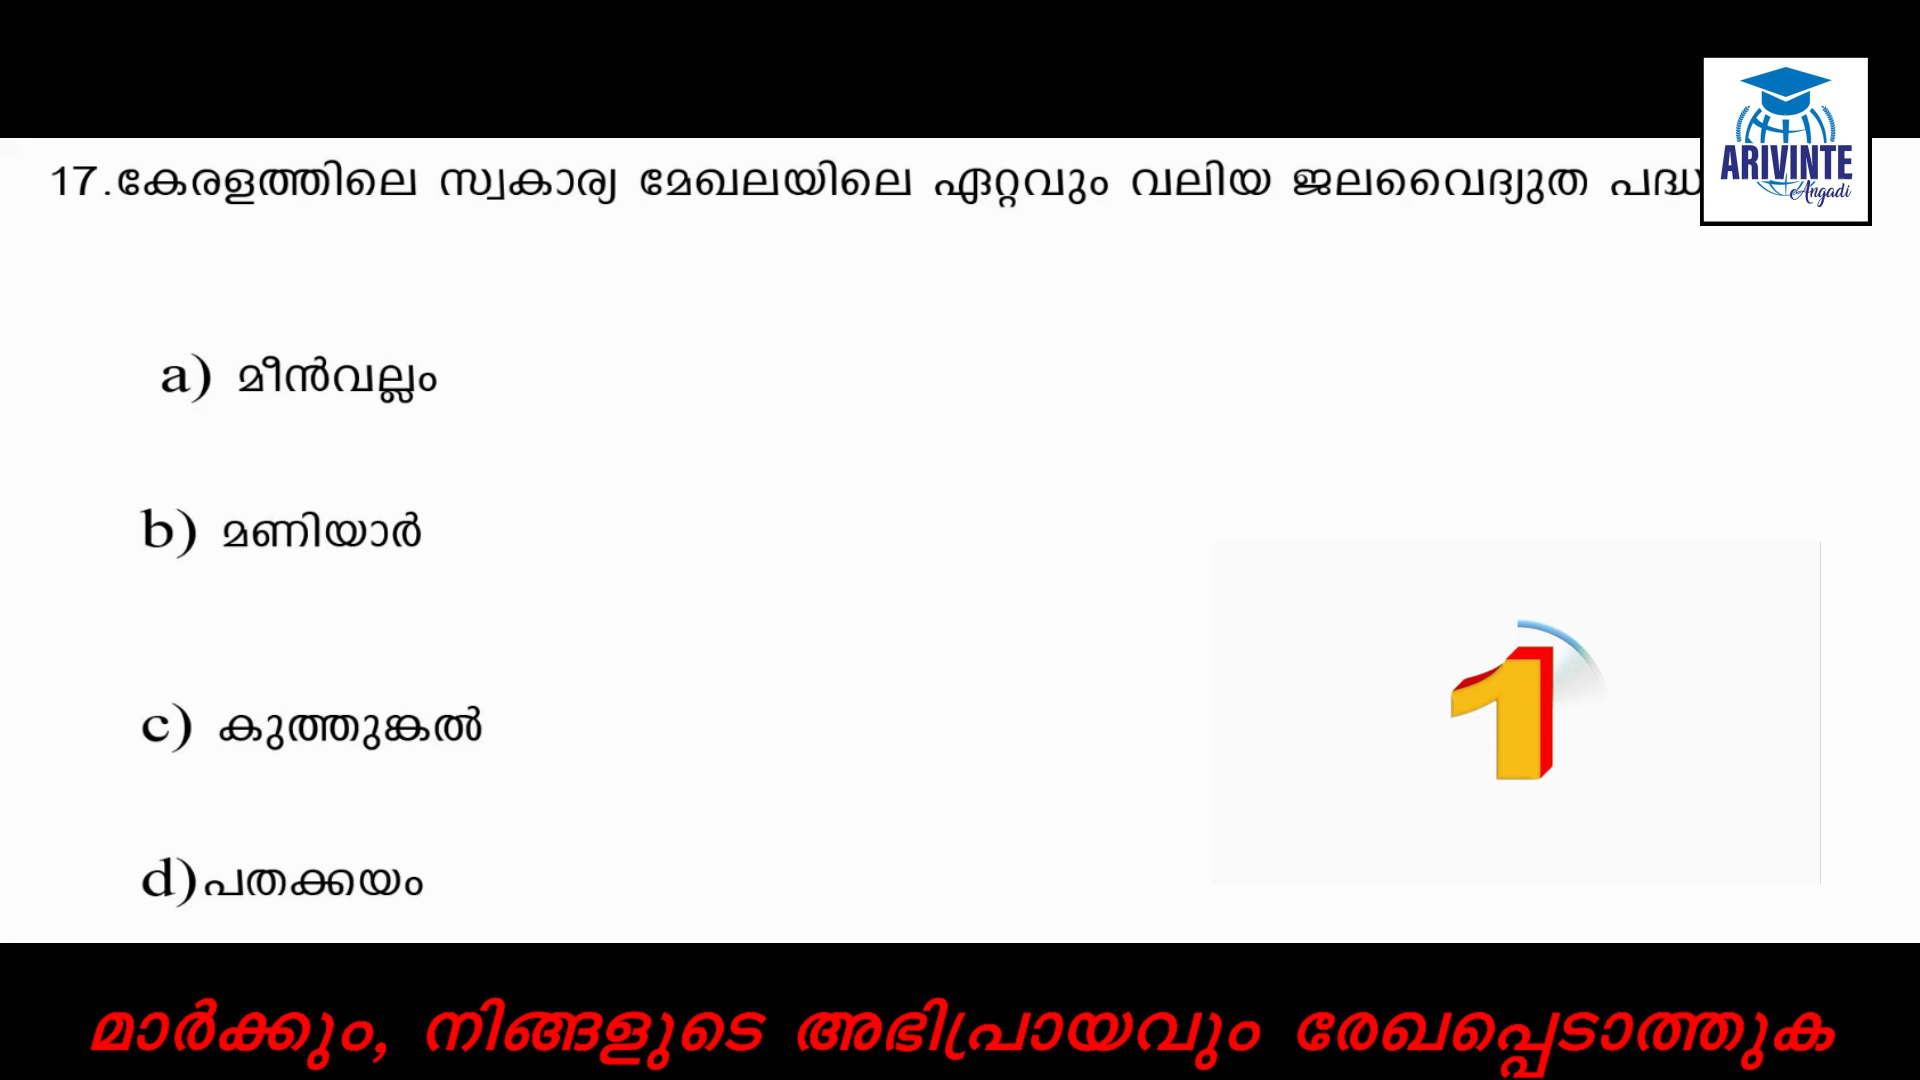 17.കേരളത്തിലെ സ്വകാര്യ മേഖലയിലെ ഏറ്റവും വലിയ ജലവൈദ്യുത
ARIVINTE
Angadi
a) മീൻവല്ലം
b) മണിയാർ
c) കുത്തുങ്കൽ
1
d)പതക്കയം
മാർക്കും, നിങ്ങളുടെ അഭിപ്രായവും രേഖപ്പെടാത്തുക